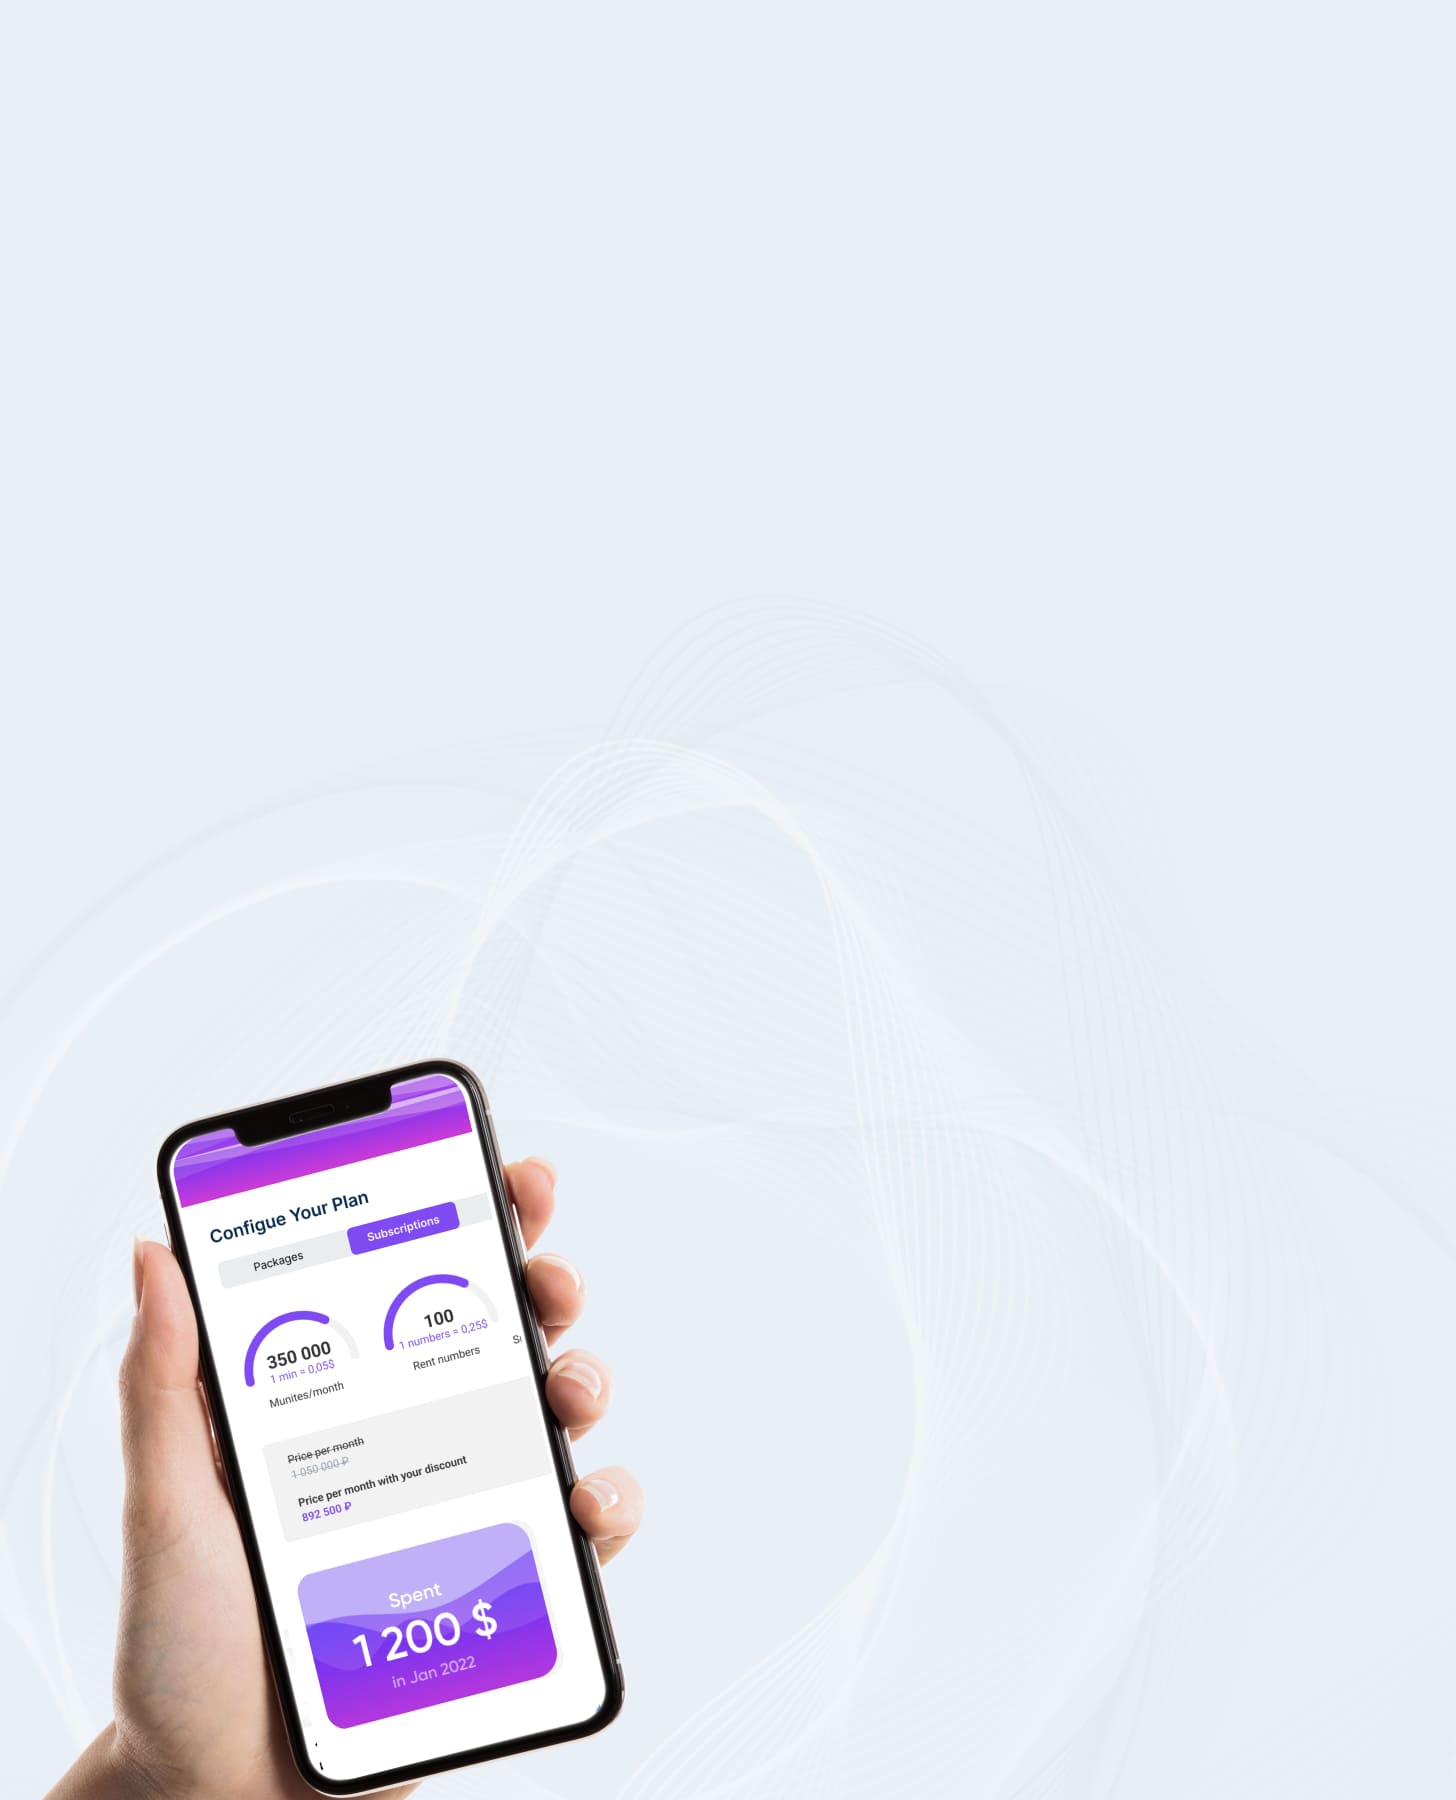 Configue Your Plan
Packages
Subscriptions
350 000
1 min = 0,05$
Munites/month
100
1 numbers = 0,25$
Rent numbers
Price per month
1 050 000 ₽
Price per month with your discount
892 500 ₽
Spent
1 200 $
in Jan 2022